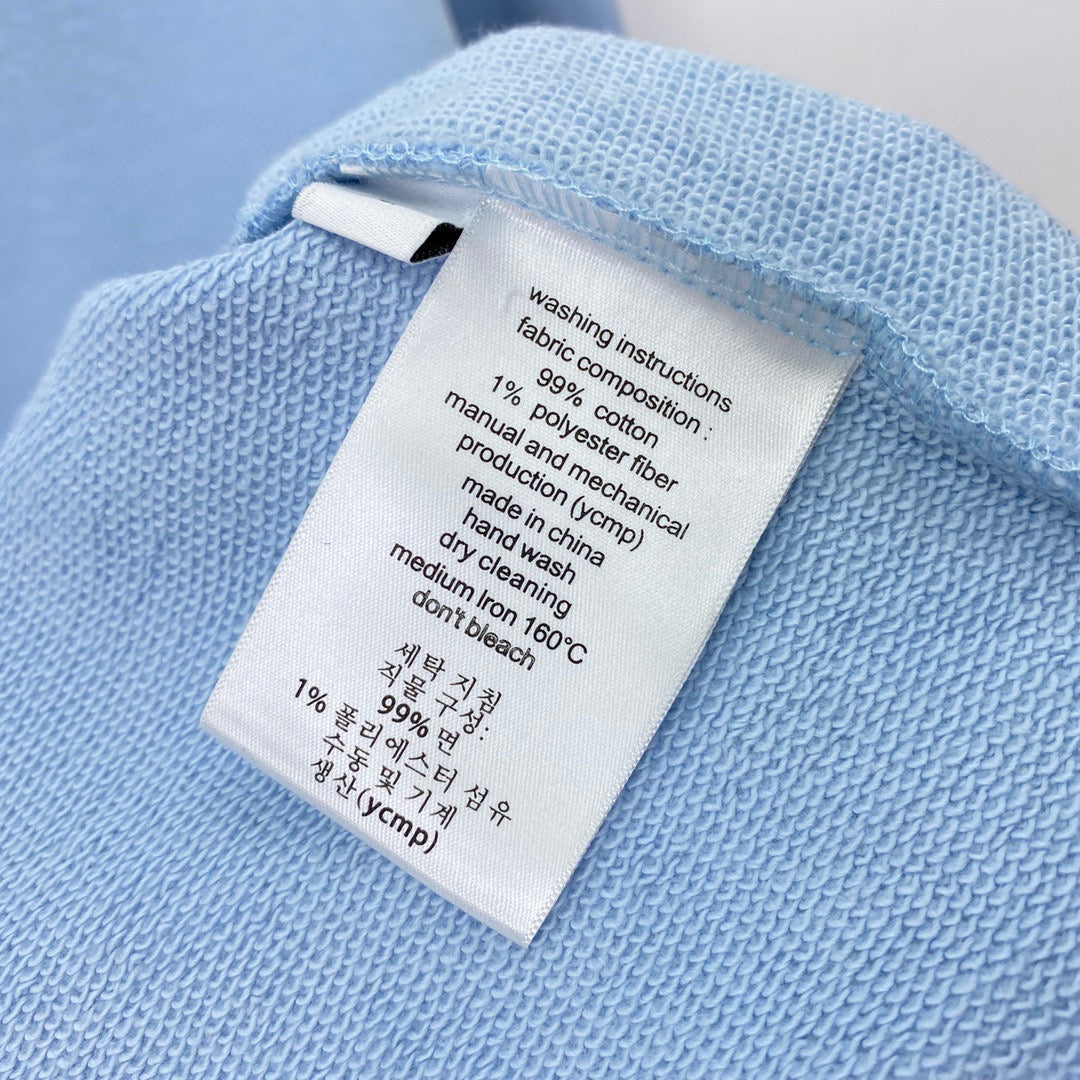 washing instructions
fabric composition :
99% cotton
1% polyester fiber
manual and mechanical
production (ycmp)
made in china
hand wash
dry cleaning
medium Iron 160°C
don't bleach
세탁 지침
직물 구성:
99% 면
1% 폴리에스터 섬유
수동 및 기계
생산(ycmp)